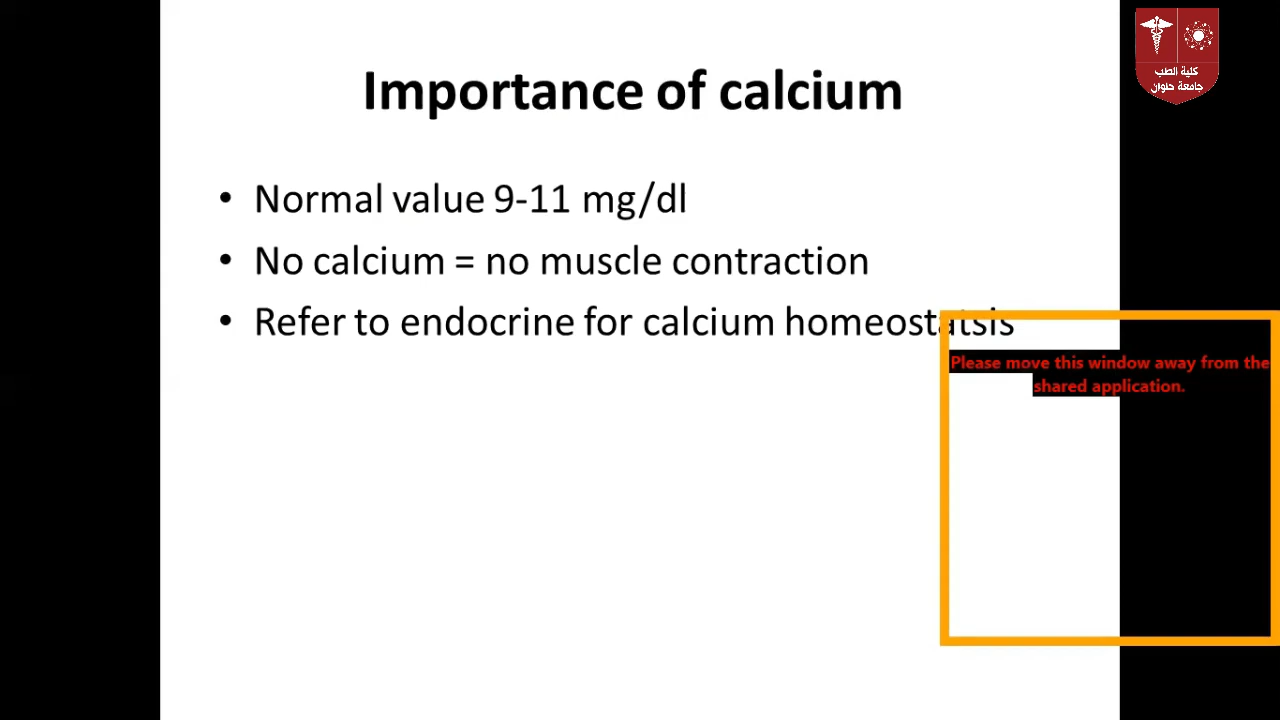 Importance of calcium
• Normal value 9-11 mg/dl
• No calcium = no muscle contraction
• Refer to endocrine for calcium homeostatsis
Please move this window away from the
shared application.
كلية الطب
جامعة حلوان